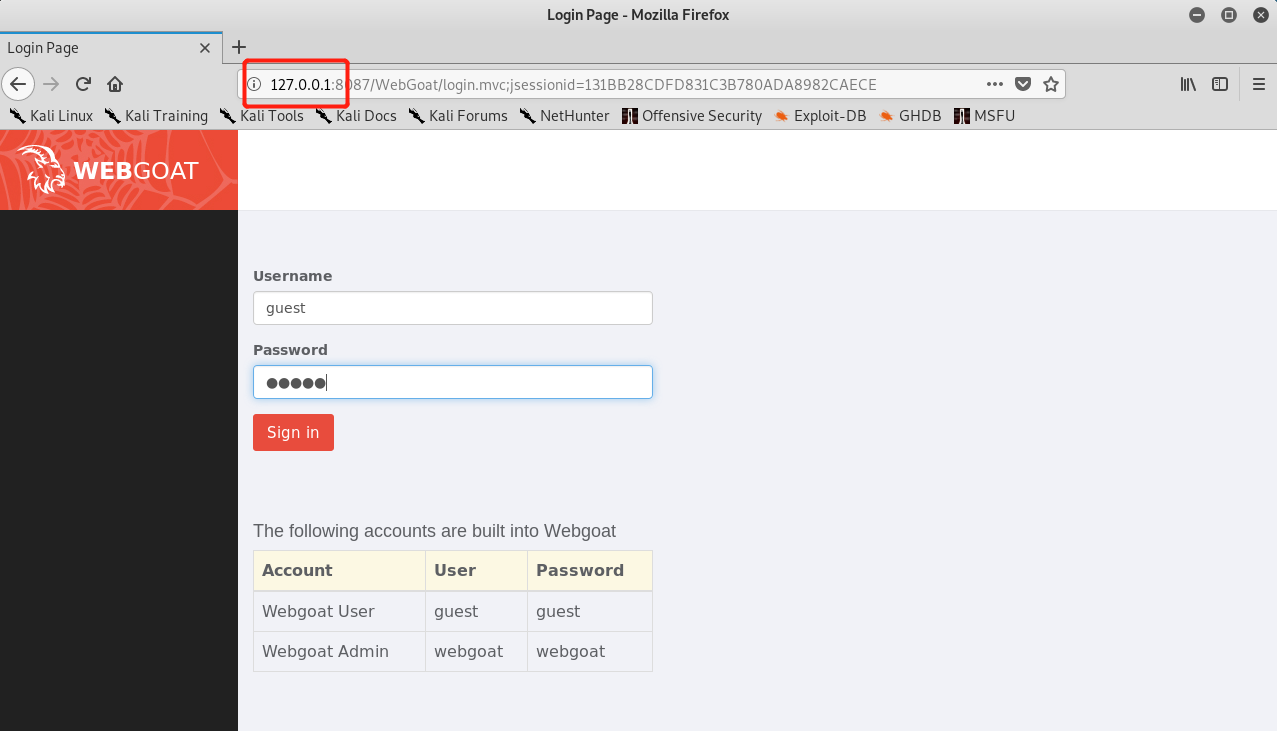 Login Page - Mozilla Firefox
Login Page
127.0.0.1:8087/WebGoat/login.mvc;jsessionid=131BB28CDFD831C3B780ADA8982CAECE
Kali Linux Kali Training Kali Tools Kali Docs Kali Forums NetHunter Offensive Security Exploit-DB GHDB MSFU
WEBGOAT
Username
guest
Password
Sign in
The following accounts are built into Webgoat
Account User Password
Webgoat User guest guest
Webgoat Admin webgoat webgoat